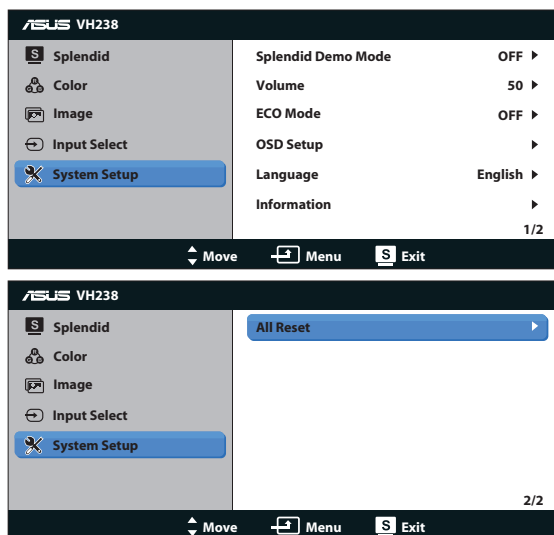 ASUS VH238
Splendid
Color
Image
Input Select
System Setup
Splendid Demo Mode OFF
Volume 50
ECO Mode OFF
OSD Setup
Language English
Information
1/2
Move Menu S Exit
ASUS VH238
S Splendid
Color
Image
Input Select
System Setup
All Reset
2/2
Move Menu S Exit